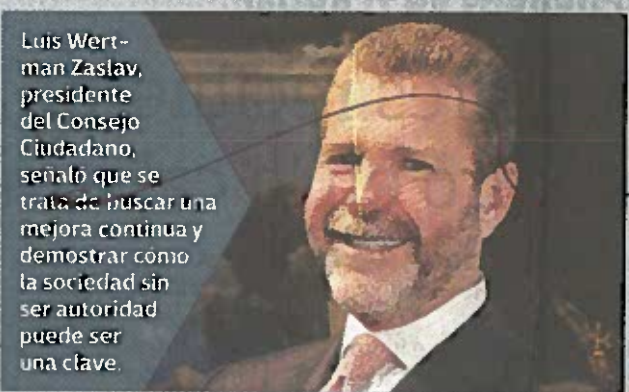 Luis Wert-
man Zaslav,
presidente
del Consejo
Ciudadano,
señaló que se
trata de buscar una
mejora continua y
demostrar cómo
la sociedad sin
ser autoridad
puede ser
una clave.